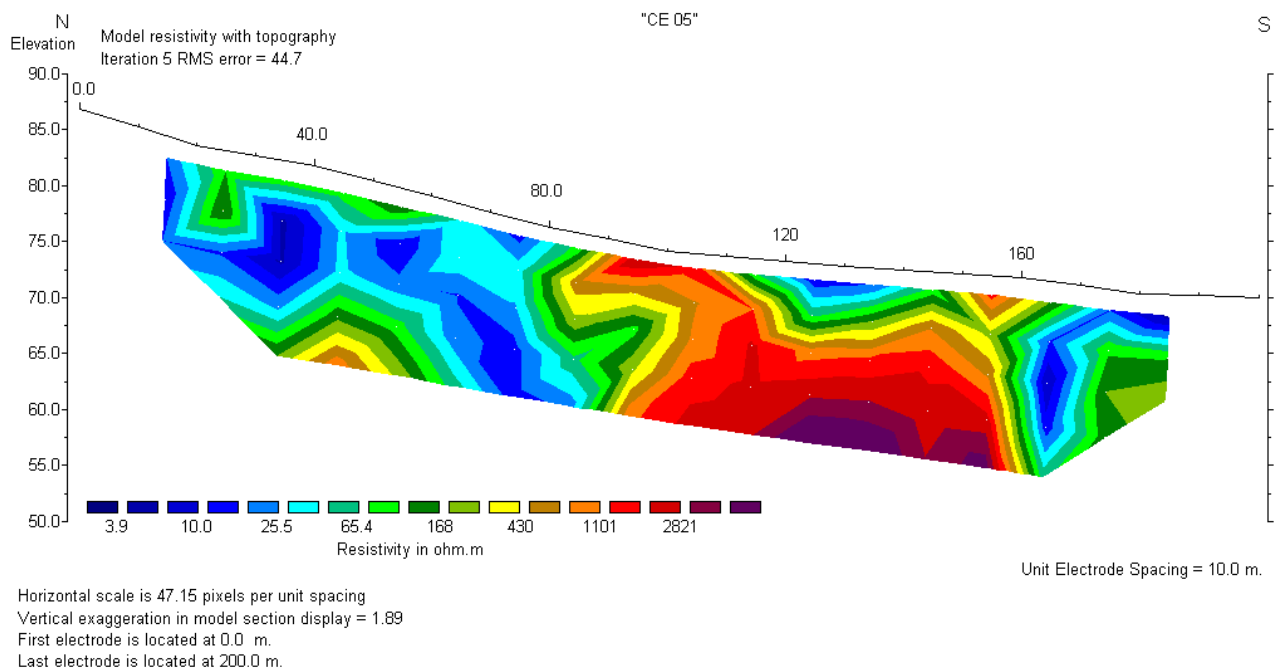 N
"CE 05"
S
Elevation
Model resistivity with topography
Iteration 5 RMS error = 44.7
90.0
0.0
85.0
40.0
80.0
80.0
75.0
120
160
70.0
65.0
60.0
55.0
50.0
3.9 10.0 25.5 65.4 168 430 1101 2821
Resistivity in ohm.m
Unit Electrode Spacing = 10.0 m.
Horizontal scale is 47.15 pixels per unit spacing
Vertical exaggeration in model section display = 1.89
First electrode is located at 0.0 m.
Last electrode is located at 200.0 m.